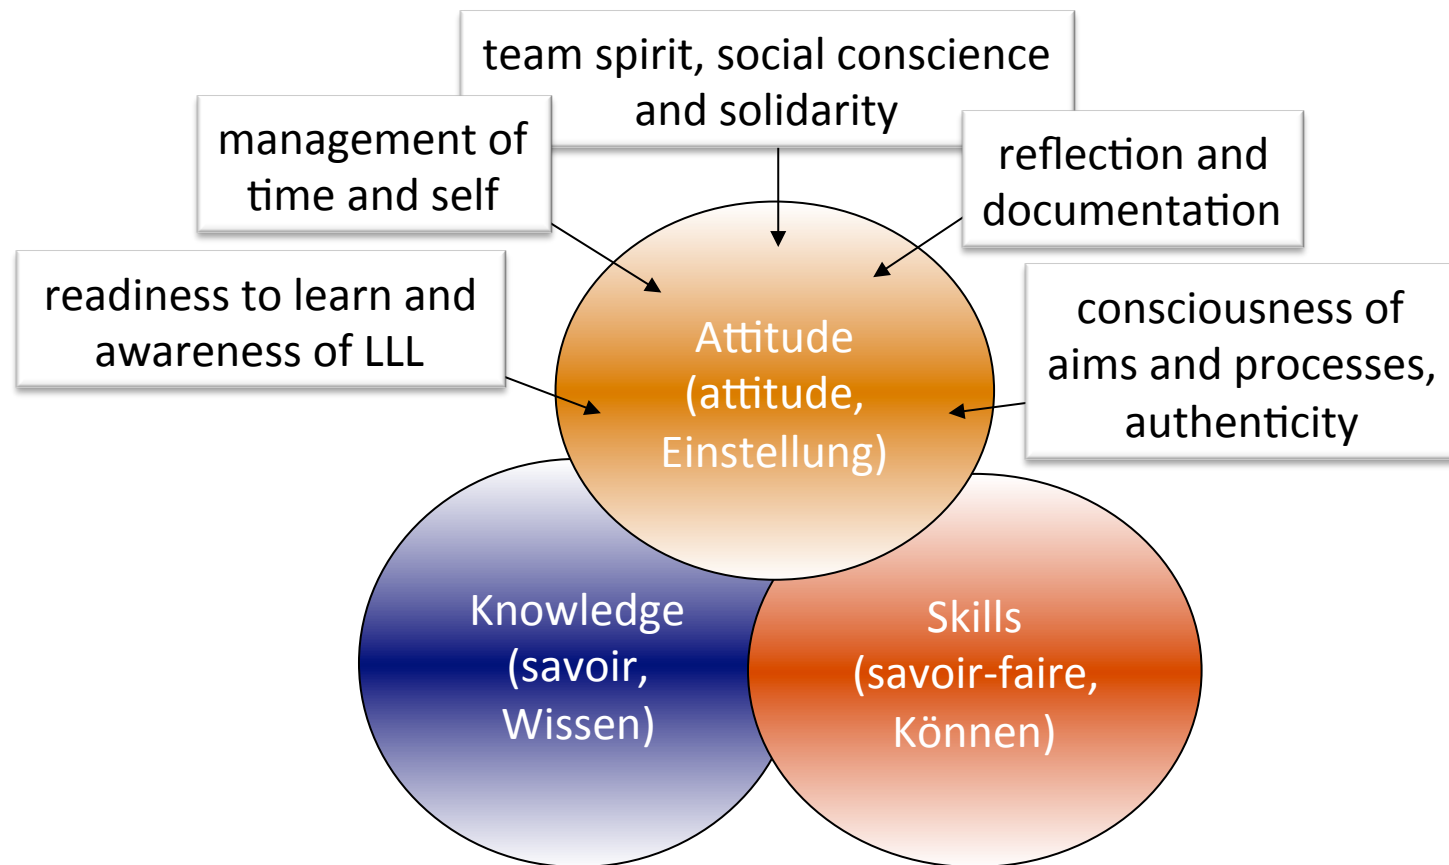 team spirit, social conscience
and solidarity
management of
time and self
reflection and
documentation
readiness to learn and
awareness of LLL
consciousness of
aims and processes,
authenticity
Attitude
(attitude,
Einstellung)
Knowledge
(savoir,
Wissen)
Skills
(savoir-faire,
Können)